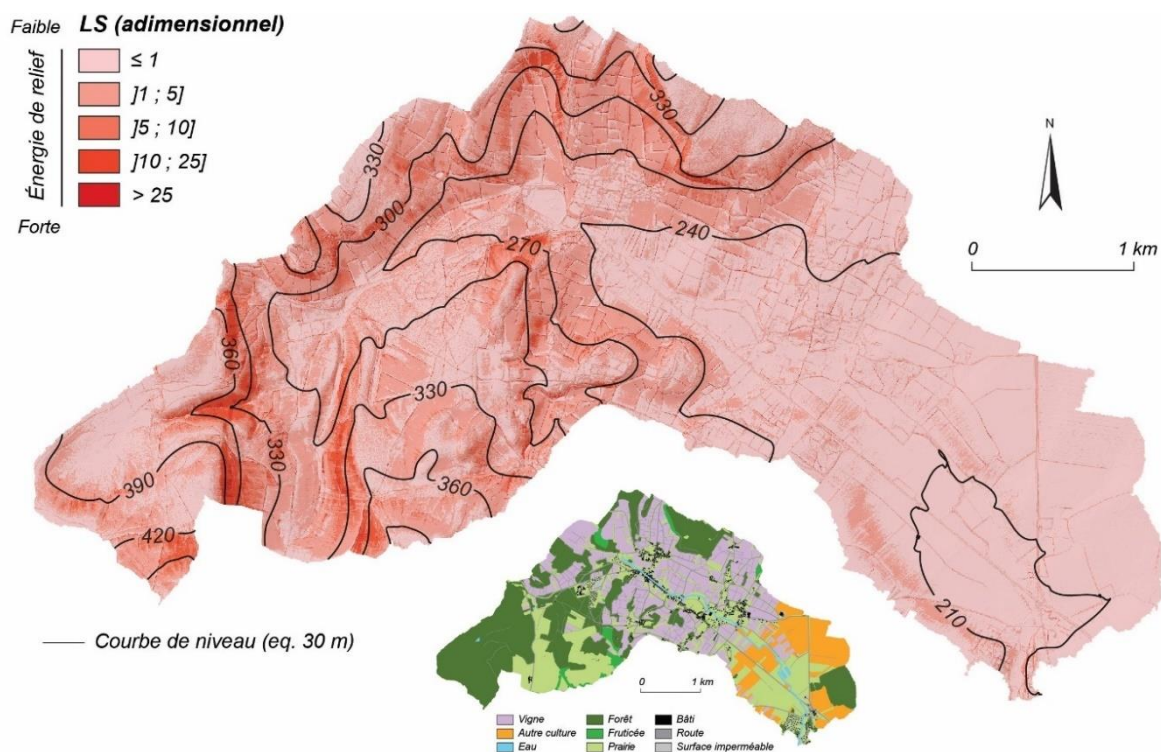 Faible LS (adimensionnel)
Énergie de relief
≤ 1
]1 ; 5]
]5 ; 10]
]10 ; 25]
> 25
Forte
N
0 1 km
330
330
300
240
270
360
330
330
390
360
420
210
Courbe de niveau (eq. 30 m)
0 1 km
Vigne Forêt Bâti
Autre culture Fruticée Route
Eau Prairie Surface imperméable